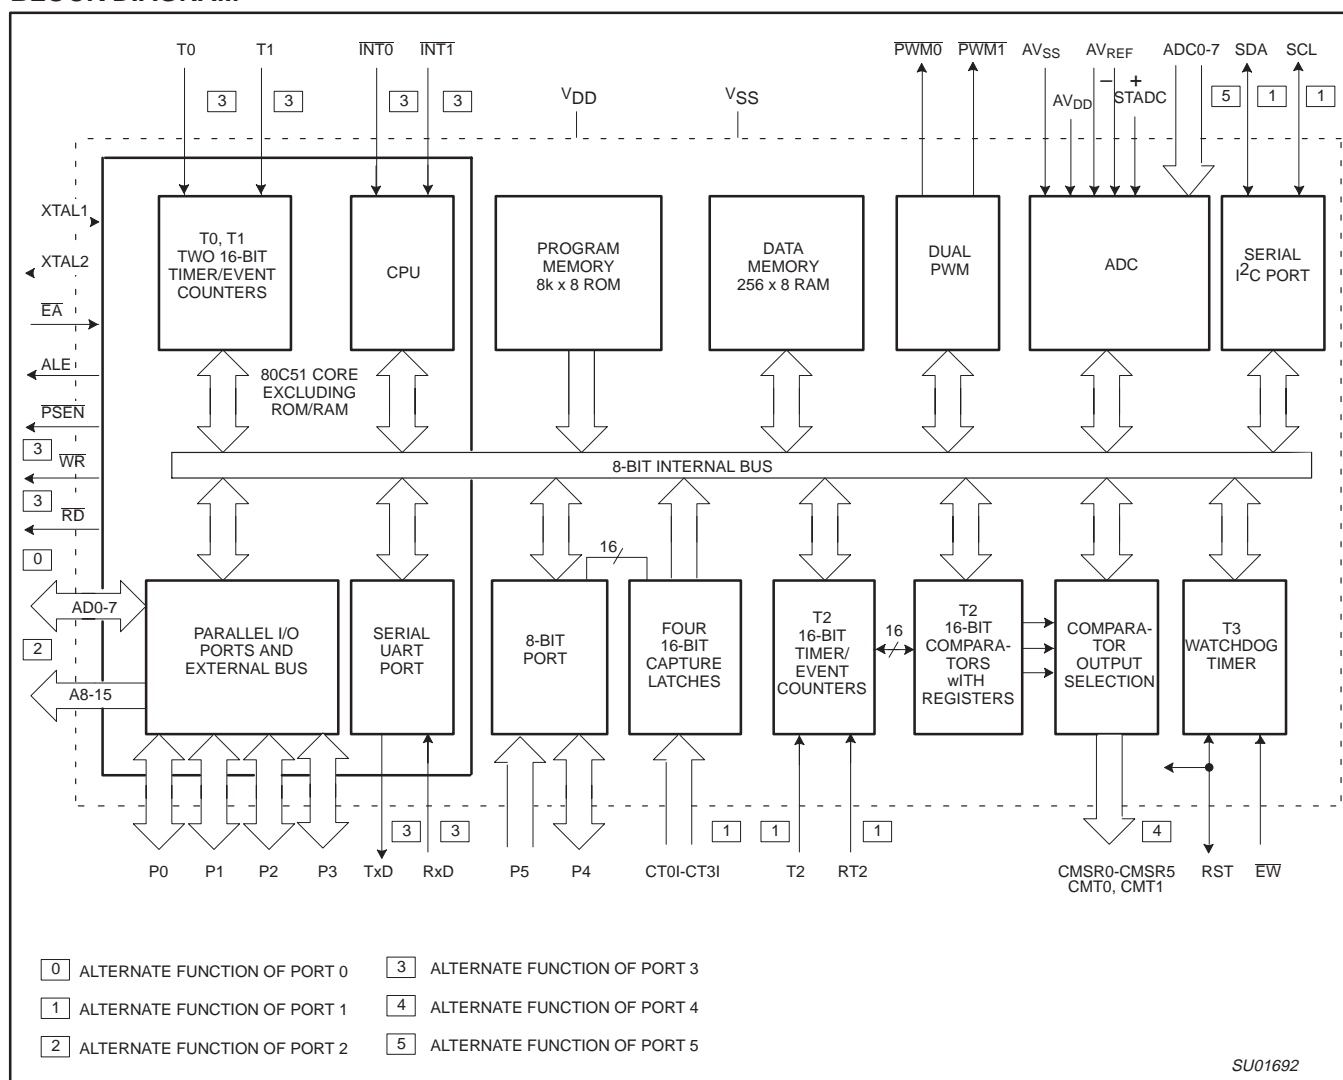 T0 T1 INT0 INT1 PWM0 PWM1 AVSS AVREF ADC0-7 SDA SCL
− +
3 3 3 3 VDD VSS AVDD STADC 5 1 1
XTAL1
XTAL2
EA
ALE
PSEN
3 WR
3 RD
0
AD0-7
2
A8-15
T0, T1
TWO 16-BIT
TIMER/EVENT
COUNTERS
CPU
PROGRAM
MEMORY
8k x 8 ROM
DATA
MEMORY
256 x 8 RAM
DUAL
PWM
ADC
SERIAL
I2C PORT
80C51 CORE
EXCLUDING
ROM/RAM
8-BIT INTERNAL BUS
PARALLEL I/O
PORTS AND
EXTERNAL BUS
SERIAL
UART
PORT
8-BIT
PORT
16
FOUR
16-BIT
CAPTURE
LATCHES
T2
16-BIT
TIMER/
EVENT
COUNTERS
16
T2
16-BIT
COMPARA-
TORS
wITH
REGISTERS
COMPARA-
TOR
OUTPUT
SELECTION
T3
WATCHDOG
TIMER
3 3 1 1 1 4
P0 P1 P2 P3 TxD RxD P5 P4 CT0I-CT3I T2 RT2 CMSR0-CMSR5 RST EW
CMT0, CMT1
0 ALTERNATE FUNCTION OF PORT 0
1 ALTERNATE FUNCTION OF PORT 1
2 ALTERNATE FUNCTION OF PORT 2
3 ALTERNATE FUNCTION OF PORT 3
4 ALTERNATE FUNCTION OF PORT 4
5 ALTERNATE FUNCTION OF PORT 5
SU01692